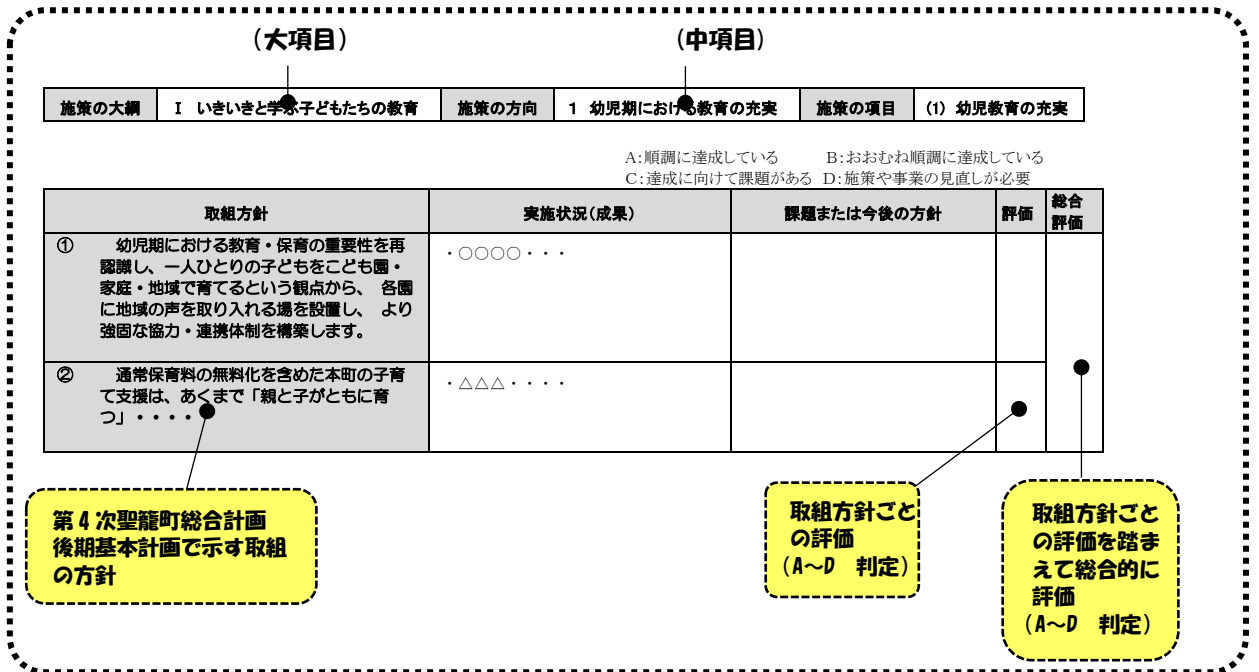 (大項目)
(中項目)
施策の大綱 Ⅰ いきいきと学ぶ子どもたちの教育 施策の方向 1 幼児期における教育の充実 施策の項目 (1) 幼児教育の充実
A:順調に達成している B:おおむね順調に達成している
C:達成に向けて課題がある D:施策や事業の見直しが必要
取組方針 実施状況(成果) 課題または今後の方針 評価 総合
評価
① 幼児期における教育・保育の重要性を再
認識し、一人ひとりの子どもをこども園・
家庭・地域で育てるという観点から、 各園
に地域の声を取り入れる場を設置し、 より
強固な協力・連携体制を構築します。
・○○○○・・・
② 通常保育料の無料化を含めた本町の子育
て支援は、あくまで「親と子がともに育
つ」・・・・
・△△△・・・・
第4次聖籠町総合計画
後期基本計画で示す取組
の方針
取組方針ごと
の評価
(A~D 判定)
取組方針ごと
の評価を踏ま
えて総合的に
評価
(A~D 判定)